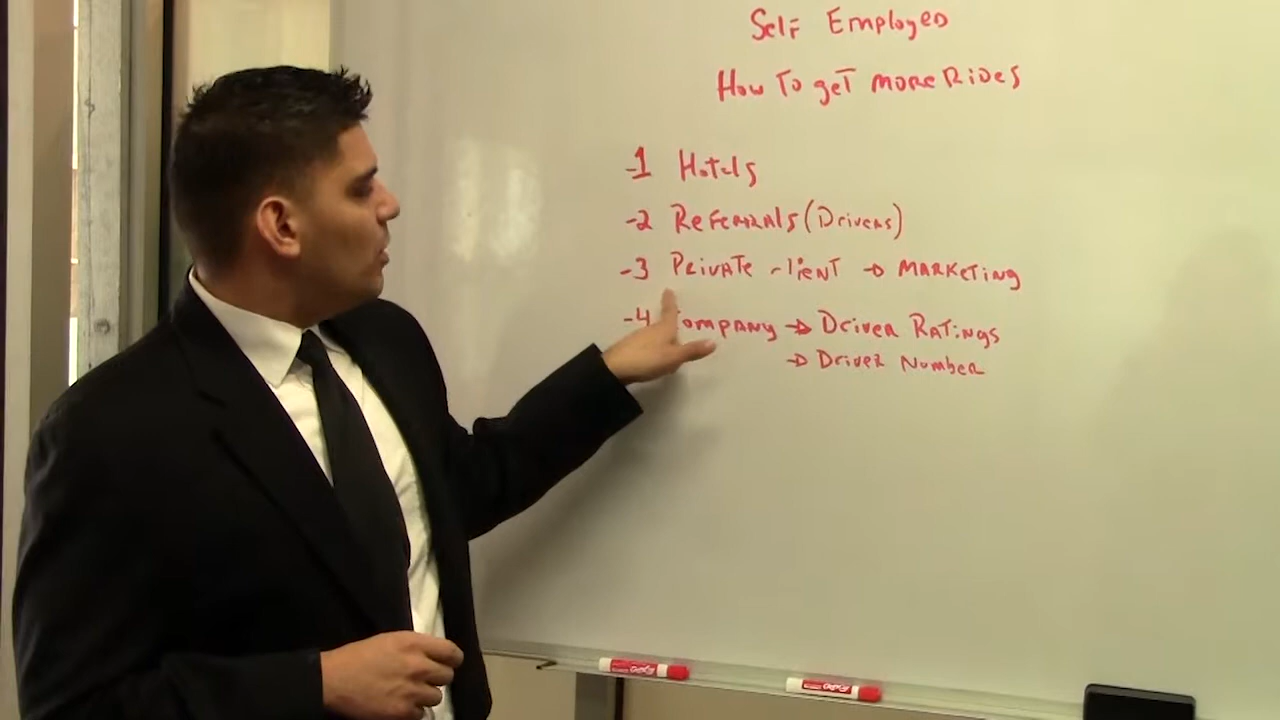 Self Employed
How To get more Rides
-1 Hotels
-2 Referrals (Drivers)
-3 Private client → Marketing
-4 Company → Driver Ratings
→ Driver Number